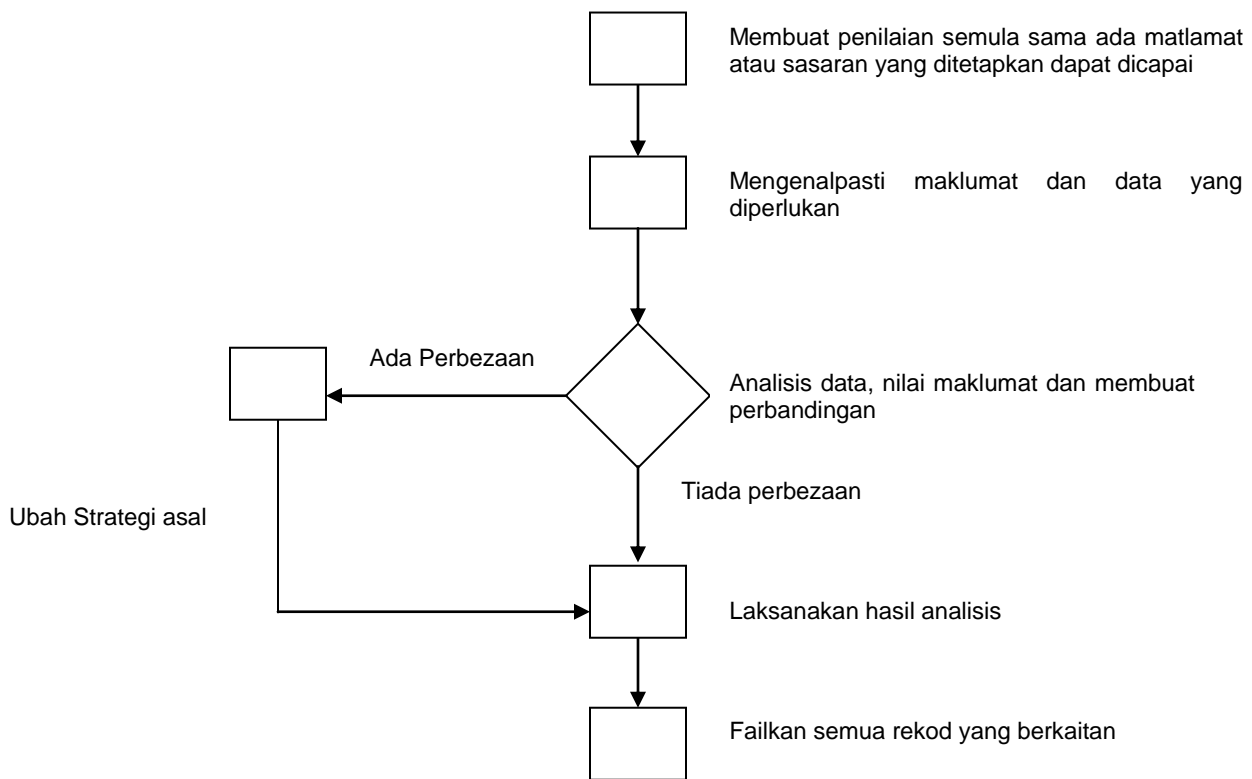 Membuat penilaian semula sama ada matlamat
atau sasaran yang ditetapkan dapat dicapai
Mengenalpasti maklumat dan data yang
diperlukan
Ada Perbezaan
Analisis data, nilai maklumat dan membuat
perbandingan
Tiada perbezaan
Ubah Strategi asal
Laksanakan hasil analisis
Failkan semua rekod yang berkaitan